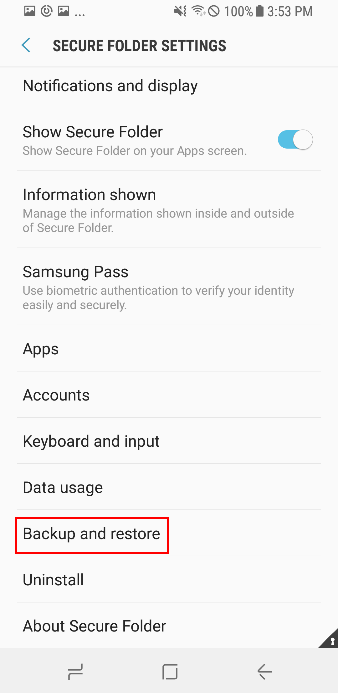 ... 100% 3:53 PM
SECURE FOLDER SETTINGS
Notifications and display
Show Secure Folder
Show Secure Folder on your Apps screen.
Information shown
Manage the information shown inside and outside
of Secure Folder.
Samsung Pass
Use biometric authentication to verify your identity
easily and securely.
Apps
Accounts
Keyboard and input
Data usage
Backup and restore
Uninstall
About Secure Folder